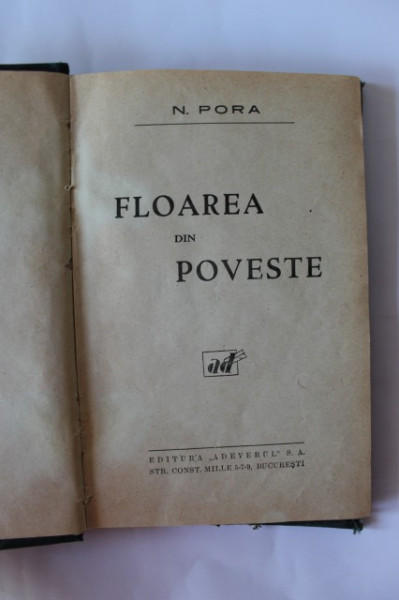 N. PORA
FLOAREA
DIN
POVESTE
ad
EDITURA „ADEVERUL" S. A.
STR. CONST. MILLE 5-7-9, BUCUREȘTI